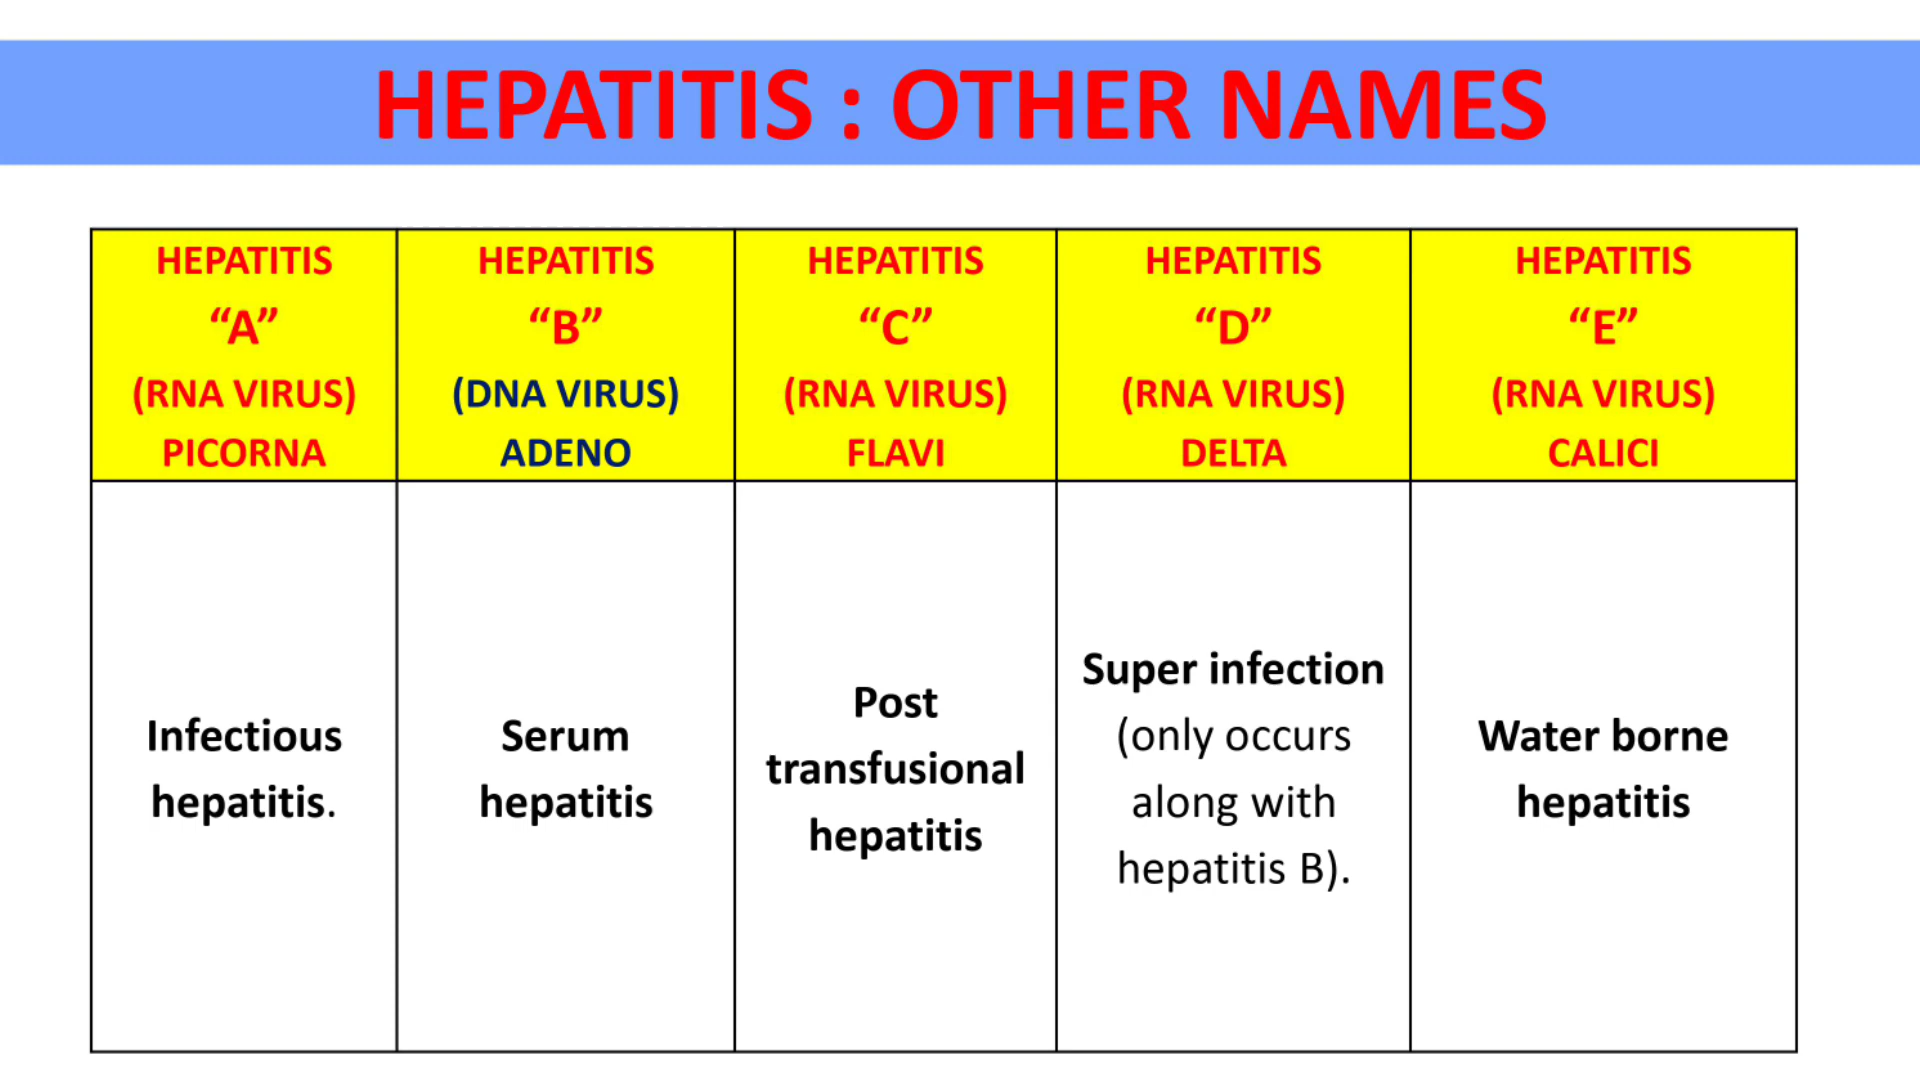 HEPATITIS : OTHER NAMES
HEPATITIS
“A”
(RNA VIRUS)
PICORNA
HEPATITIS
“B”
(DNA VIRUS)
ADENO
HEPATITIS
“C”
(RNA VIRUS)
FLAVI
HEPATITIS
“D”
(RNA VIRUS)
DELTA
HEPATITIS
“E”
(RNA VIRUS)
CALICI
Infectious
hepatitis.
Serum
hepatitis
Post
transfusional
hepatitis
Super infection
(only occurs
along with
hepatitis B).
Water borne
hepatitis